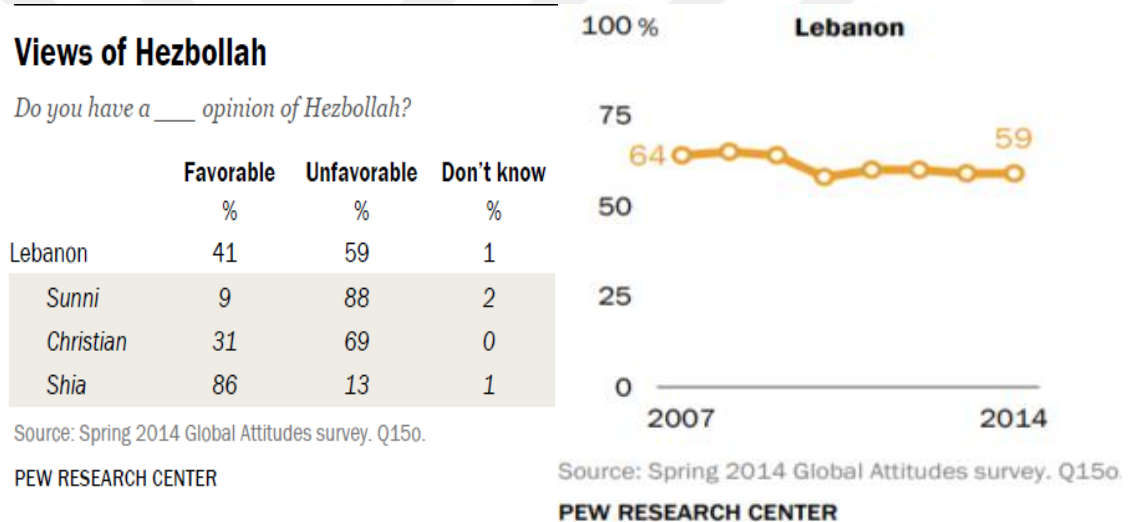 Views of Hezbollah
Do you have a ___ opinion of Hezbollah?
Favorable Unfavorable Don't know
% % %
Lebanon 41 59 1
Sunni 9 88 2
Christian 31 69 0
Shia 86 13 1
Source: Spring 2014 Global Attitudes survey. Q15o.
PEW RESEARCH CENTER
100 % Lebanon
75
59
64
50
25
0
2007 2014
Source: Spring 2014 Global Attitudes survey. Q15o.
PEW RESEARCH CENTER